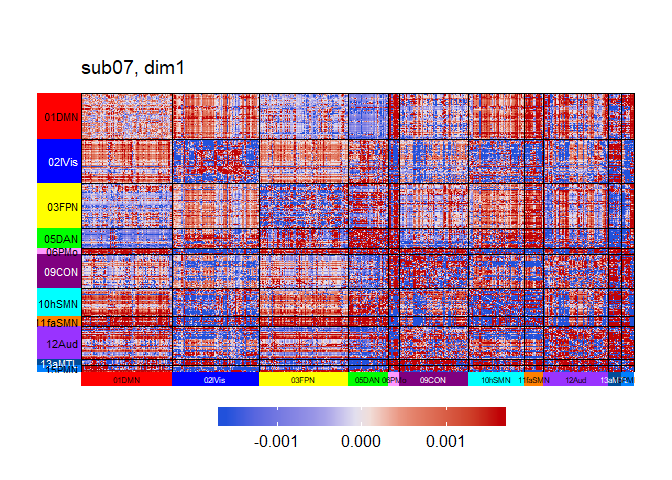 sub07, dim1
01DMN
02lVis
03FPN
05DAN
06PMo
09CON
10hSMN
11faSMN
12Aud
13aMTL
01DMN
02lVis
03FPN
05DAN
09CON
10hSMN
11faSMN
12Aud
-0.001
0.000
0.001